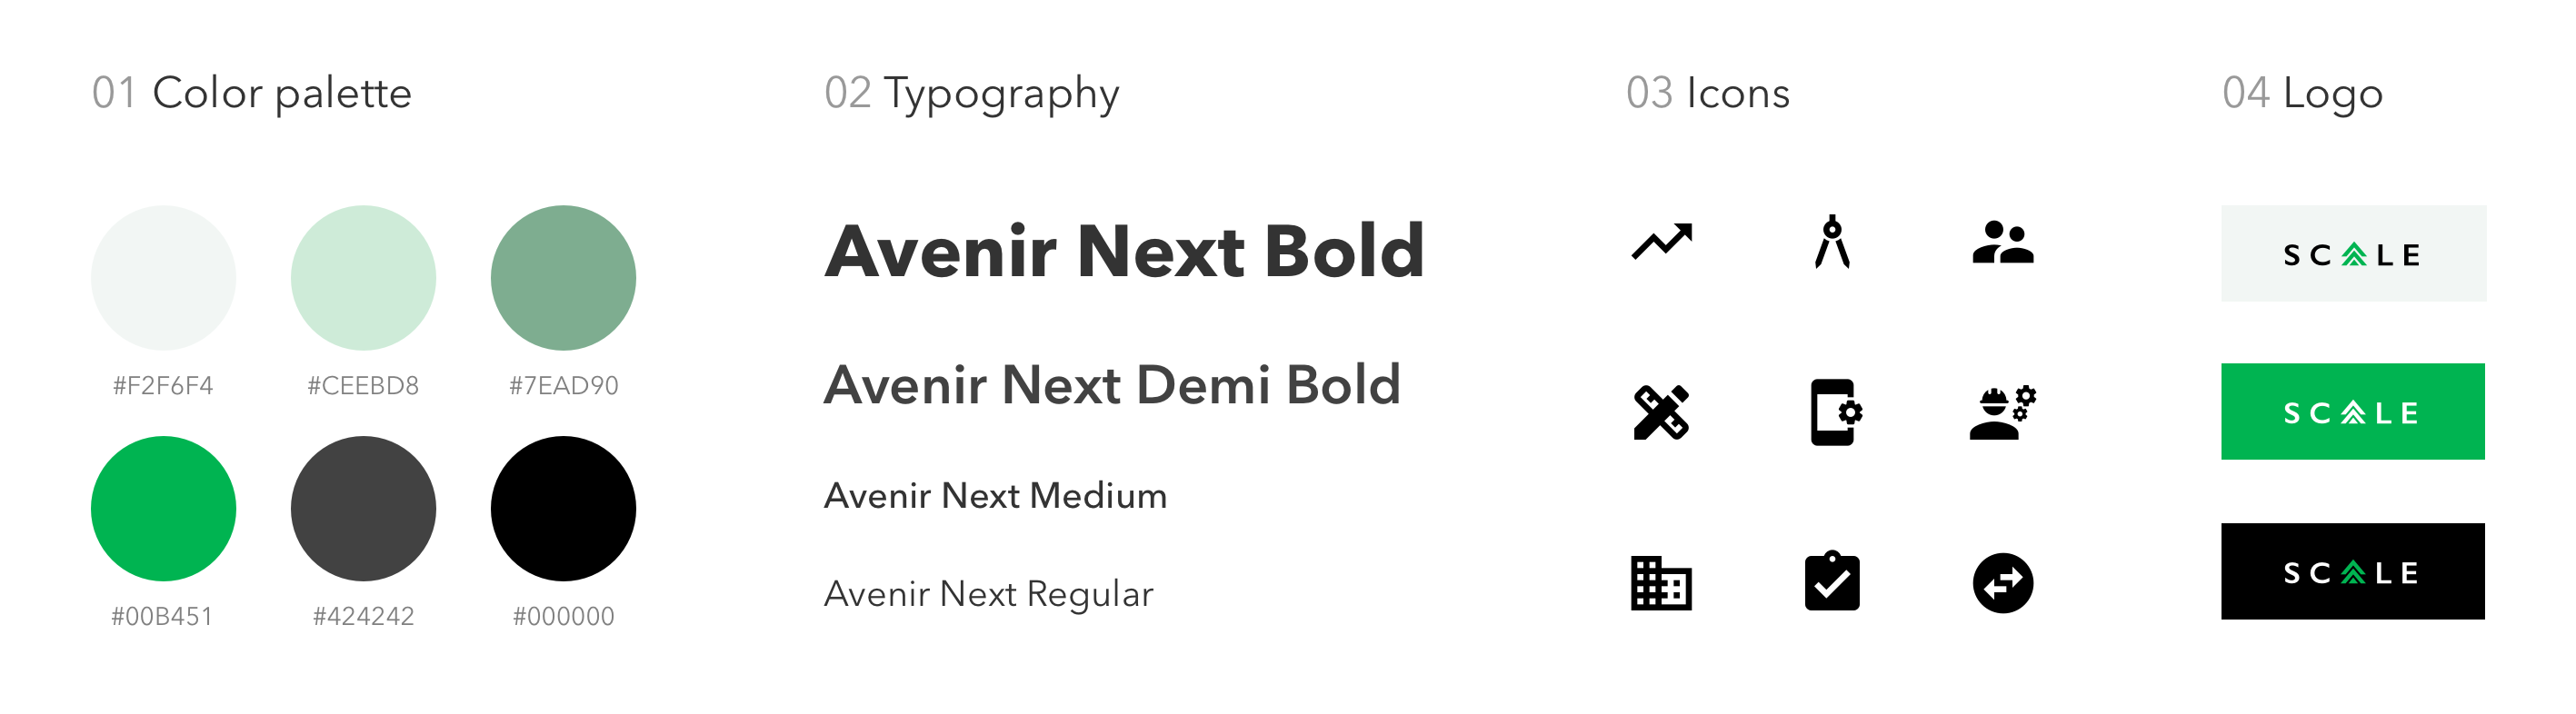 01 Color palette
#F2F6F4
#CEEBD8
#7EAD90
#00B451
#424242
#000000
02 Typography
Avenir Next Bold
Avenir Next Demi Bold
Avenir Next Medium
Avenir Next Regular
03 Icons
04 Logo
SCALE
SCALE
SCALE